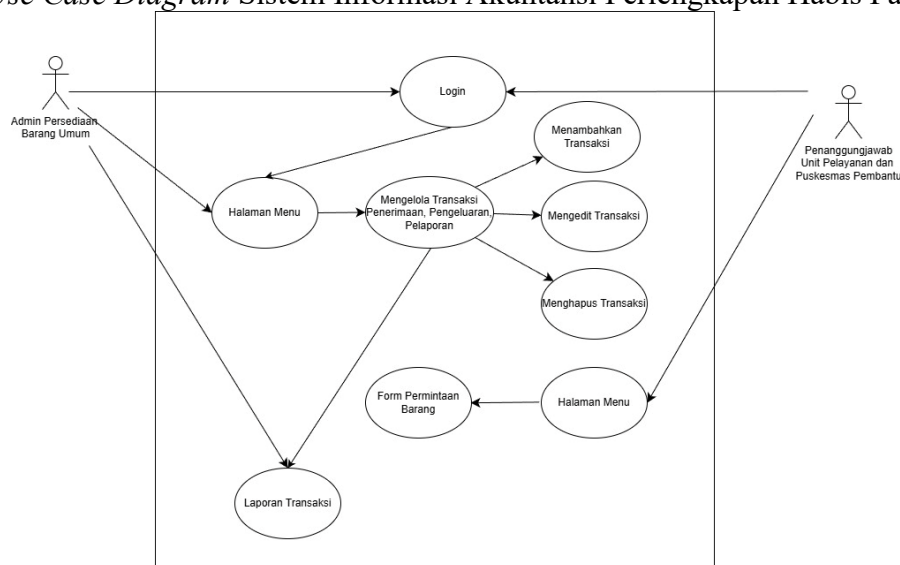 Use Case Diagram Sistem Informasi Akuntansi Perlengkapan Habis
Login
Admin Persediaan
Barang Umum
Menambahkan
Transaksi
Penanggungjawab
Unit Pelayanan dan
Puskesmas Pembantu
Halaman Menu
Mengelola Transaksi
Penerimaan, Pengeluaran,
Pelaporan
Mengedit Transaksi
Menghapus Transaksi
Form Permintaan
Barang
Halaman Menu
Laporan Transaksi